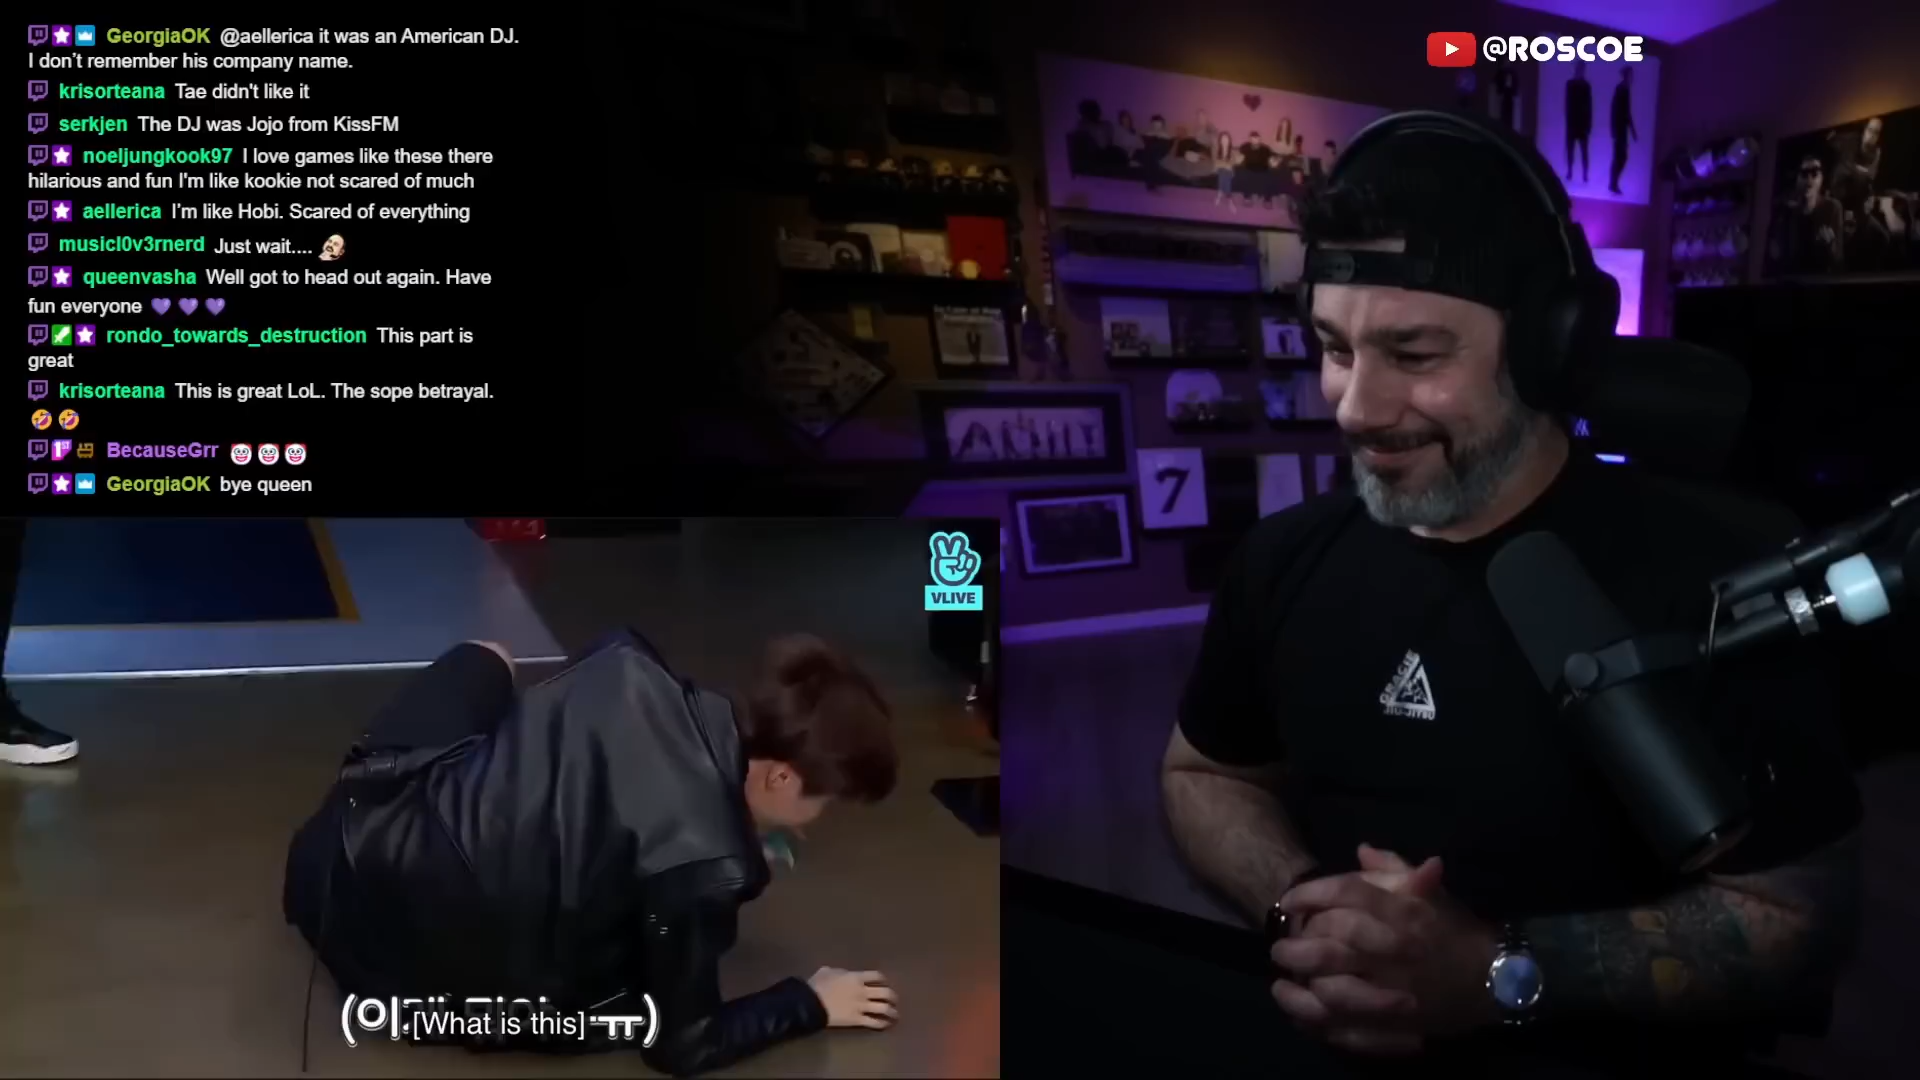 GeorgiaOK @aellerica it was an American DJ.
I don't remember his company name.
krisorteana Tae didn't like it
serkjen The DJ was Jojo from KissFM
noeljungkook97 I love games like these there
hilarious and fun I'm like kookie not scared of much
aellerica I'm like Hobi. Scared of everything
musicl0v3rnerd Just wait....
queenvasha Well got to head out again. Have
fun everyone 💜 💜 💜
rondo_towards_destruction This part is
great
krisorteana This is great LoL. The sope betrayal.
🤣 🤣
BecauseGrr
GeorgiaOK bye queen
@ROSCOE
ARMY
7
VLIVE
GRACIE
JIU-JITSU
[What is this]